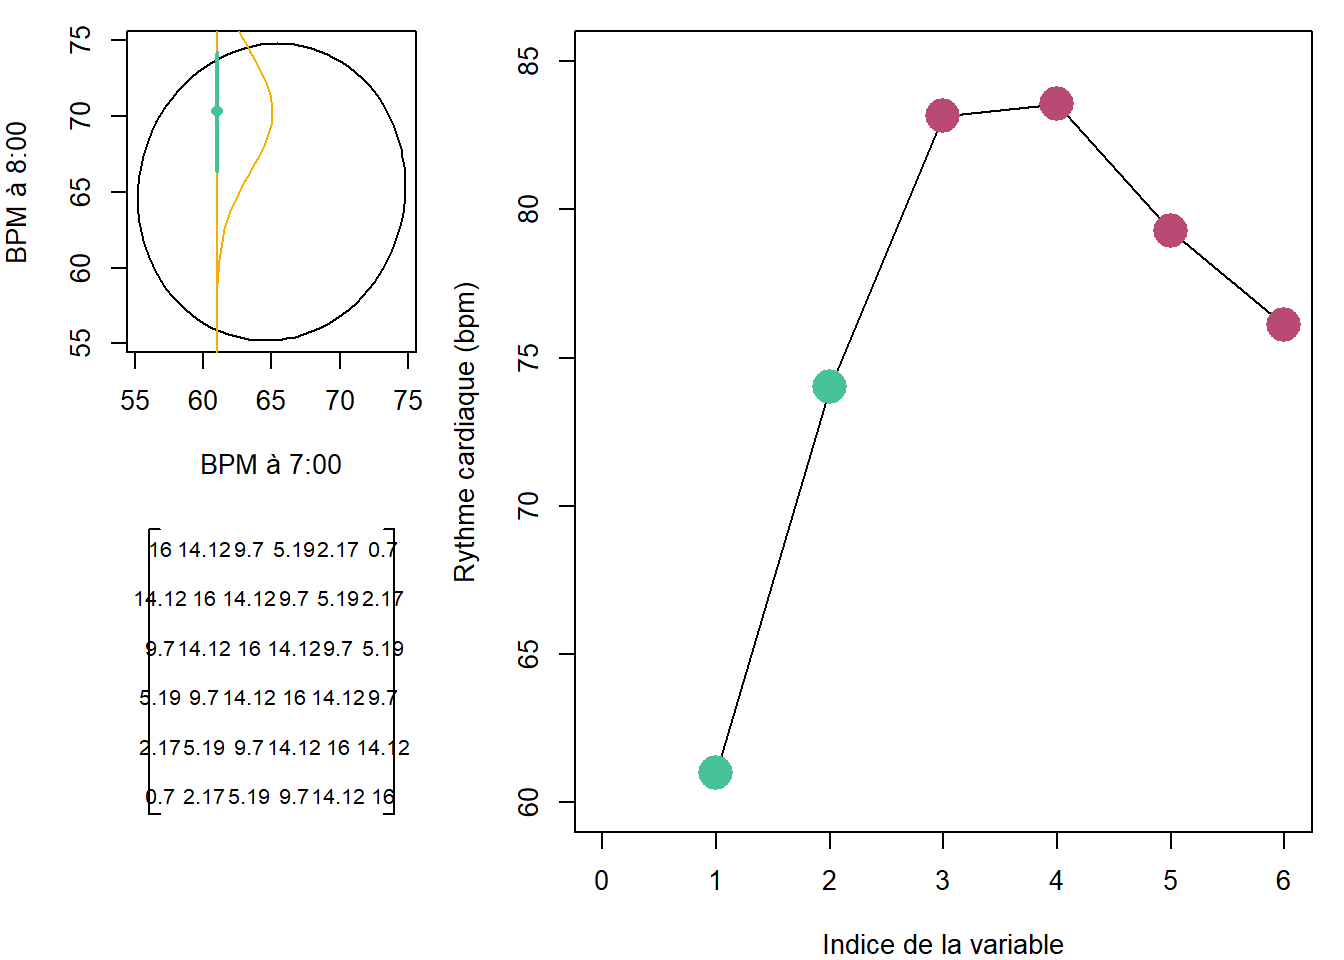 75
70
65
60
55
BPM à 8:00
55 60 65 70 75
BPM à 7:00
16 14.12 9.7 5.19 2.17 0.7
14.12 16 14.12 9.7 5.19 2.17
9.7 14.12 16 14.12 9.7 5.19
5.19 9.7 14.12 16 14.12 9.7
2.17 5.19 9.7 14.12 16 14.12
0.7 2.17 5.19 9.7 14.12 16
85
80
75
70
65
60
Rythme cardiaque (bpm)
0 1 2 3 4 5 6
Indice de la variable